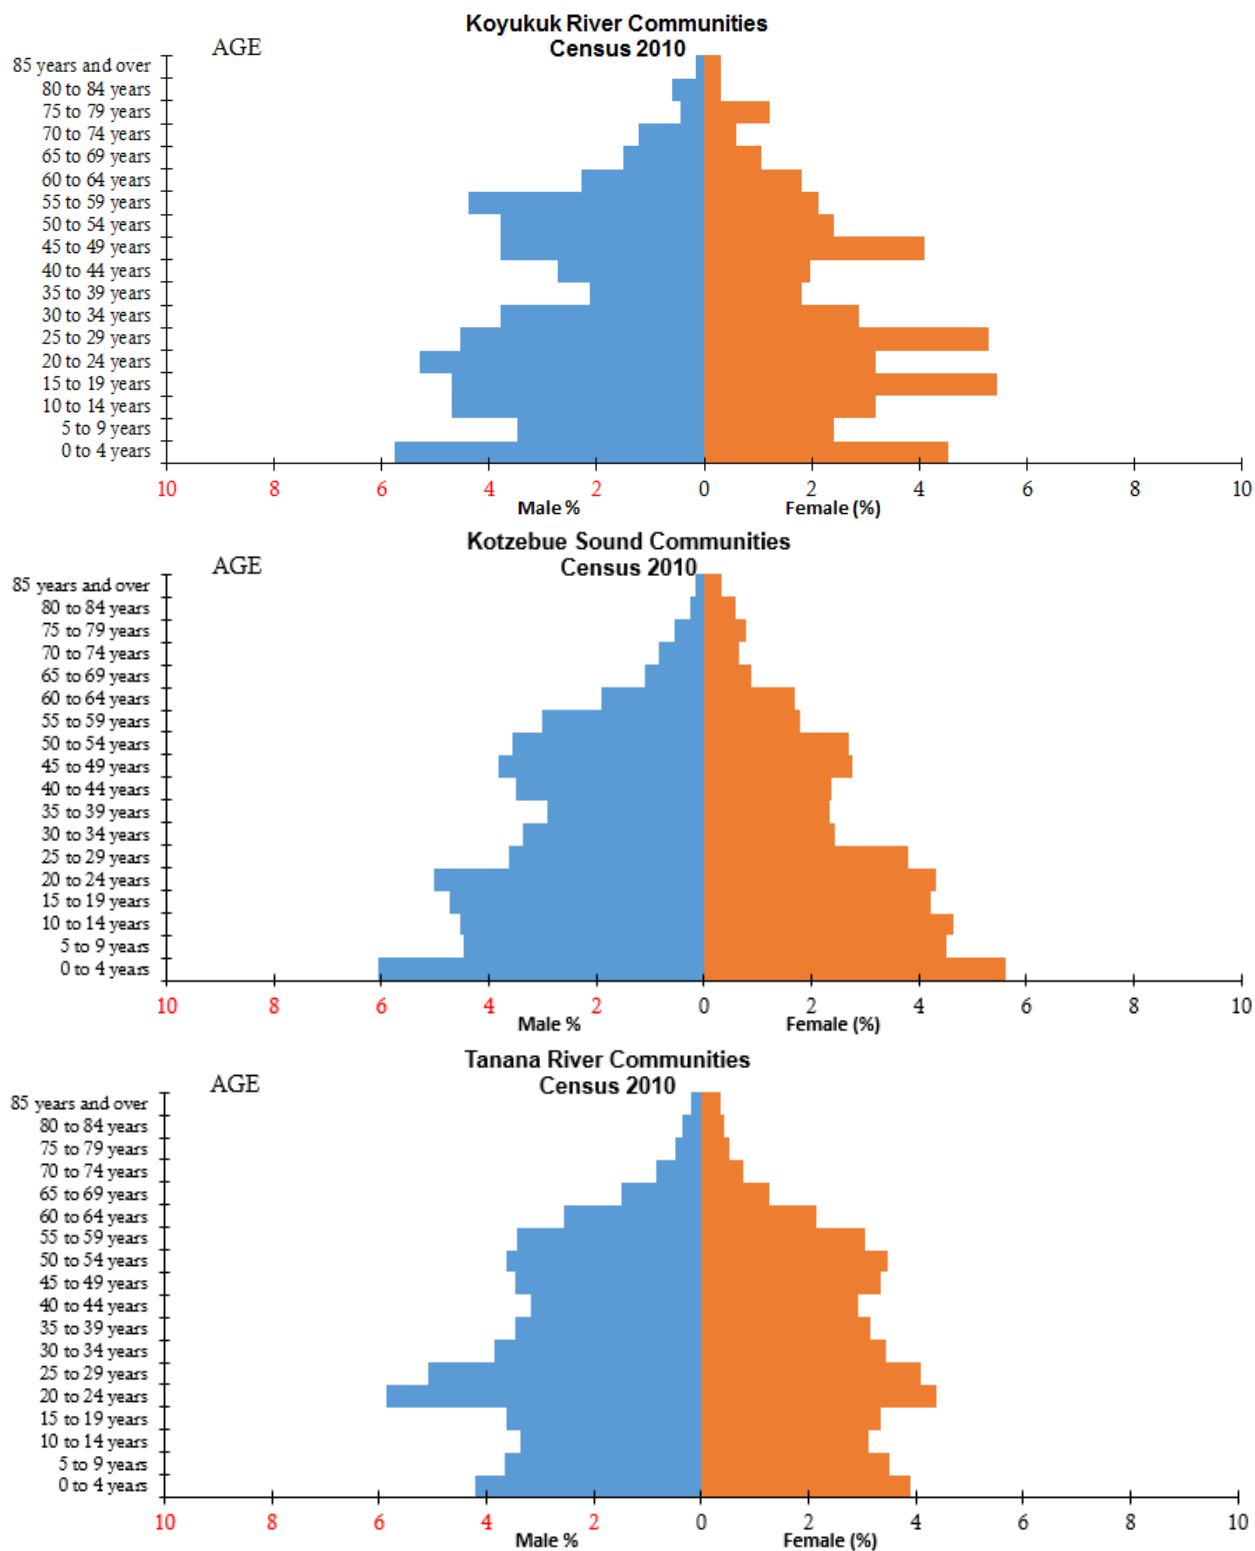 Koyukuk River Communities
Census 2010
AGE
85 years and over
80 to 84 years
75 to 79 years
70 to 74 years
65 to 69 years
60 to 64 years
55 to 59 years
50 to 54 years
45 to 49 years
40 to 44 years
35 to 39 years
30 to 34 years
25 to 29 years
20 to 24 years
15 to 19 years
10 to 14 years
5 to 9 years
0 to 4 years
10 8 6 4 2 0 2 4 6 8 10
Male % Female (%)
Kotzebue Sound Communities
Census 2010
AGE
85 years and over
80 to 84 years
75 to 79 years
70 to 74 years
65 to 69 years
60 to 64 years
55 to 59 years
50 to 54 years
45 to 49 years
40 to 44 years
35 to 39 years
30 to 34 years
25 to 29 years
20 to 24 years
15 to 19 years
10 to 14 years
5 to 9 years
0 to 4 years
10 8 6 4 2 0 2 4 6 8 10
Male % Female (%)
Tanana River Communities
Census 2010
AGE
85 years and over
80 to 84 years
75 to 79 years
70 to 74 years
65 to 69 years
60 to 64 years
55 to 59 years
50 to 54 years
45 to 49 years
40 to 44 years
35 to 39 years
30 to 34 years
25 to 29 years
20 to 24 years
15 to 19 years
10 to 14 years
5 to 9 years
0 to 4 years
10 8 6 4 2 0 2 4 6 8 10
Male % Female (%)